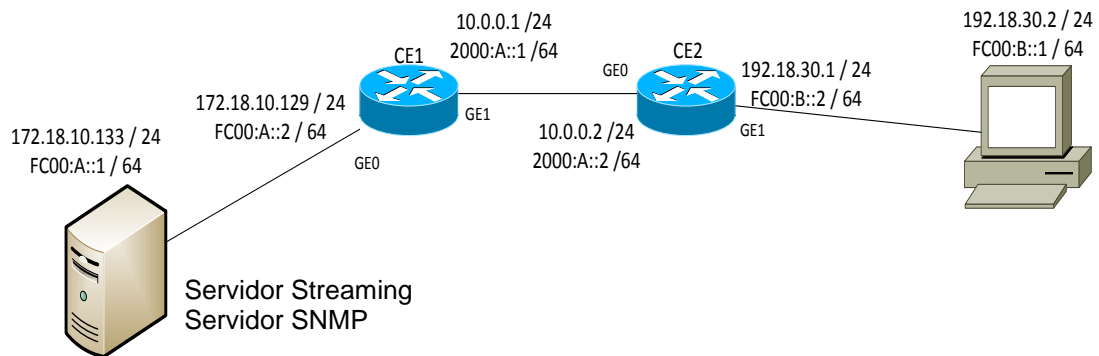 172.18.10.133 / 24
FC00:A::1 / 64
Servidor Streaming
Servidor SNMP
172.18.10.129 / 24
FC00:A::2 / 64
GE0
CE1
10.0.0.1 /24
2000:A::1 /64
GE1
10.0.0.2 /24
2000:A::2 /64
GE0
CE2
192.18.30.1 / 24
FC00:B::2 / 64
GE1
192.18.30.2 / 24
FC00:B::1 / 64